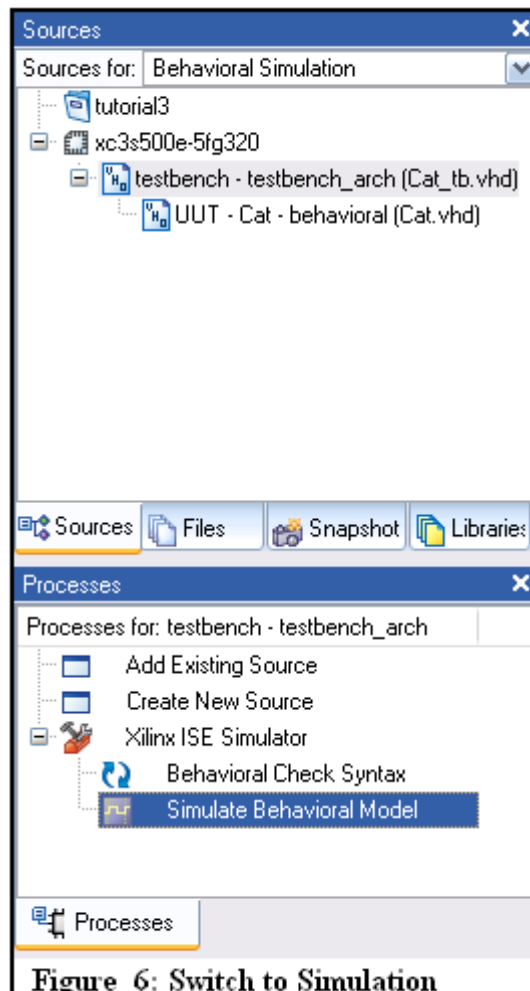 Sources
Sources for: Behavioral Simulation
tutorial3
xc3s500e-5fg320
testbench - testbench_arch (Cat_tb.vhd)
UUT - Cat - behavioral (Cat.vhd)
Sources Files Snapshot Libraries
Processes
Processes for: testbench - testbench_arch
Add Existing Source
Create New Source
Xilinx ISE Simulator
Behavioral Check Syntax
Simulate Behavioral Model
Processes
Figure 6: Switch to Simulation